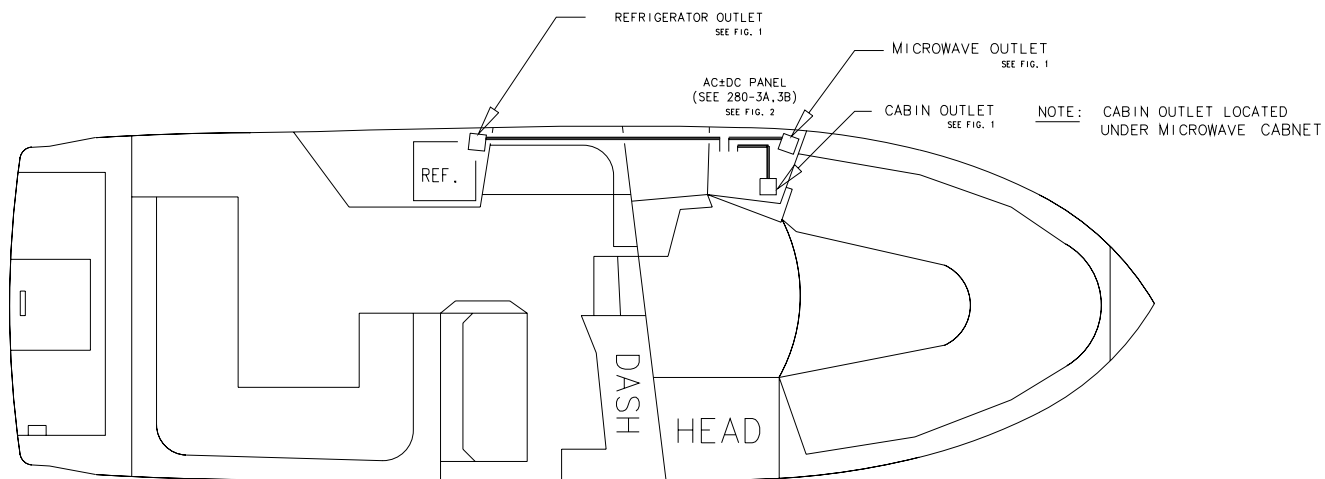 REFRIGERATOR OUTLET
SEE FIG. 1
MICROWAVE OUTLET
SEE FIG. 1
AC±DC PANEL
(SEE 280-3A,3B)
SEE FIG. 2
CABIN OUTLET
SEE FIG. 1
NOTE: CABIN OUTLET LOCATED
UNDER MICROWAVE CABNET
REF.
DASH
HEAD